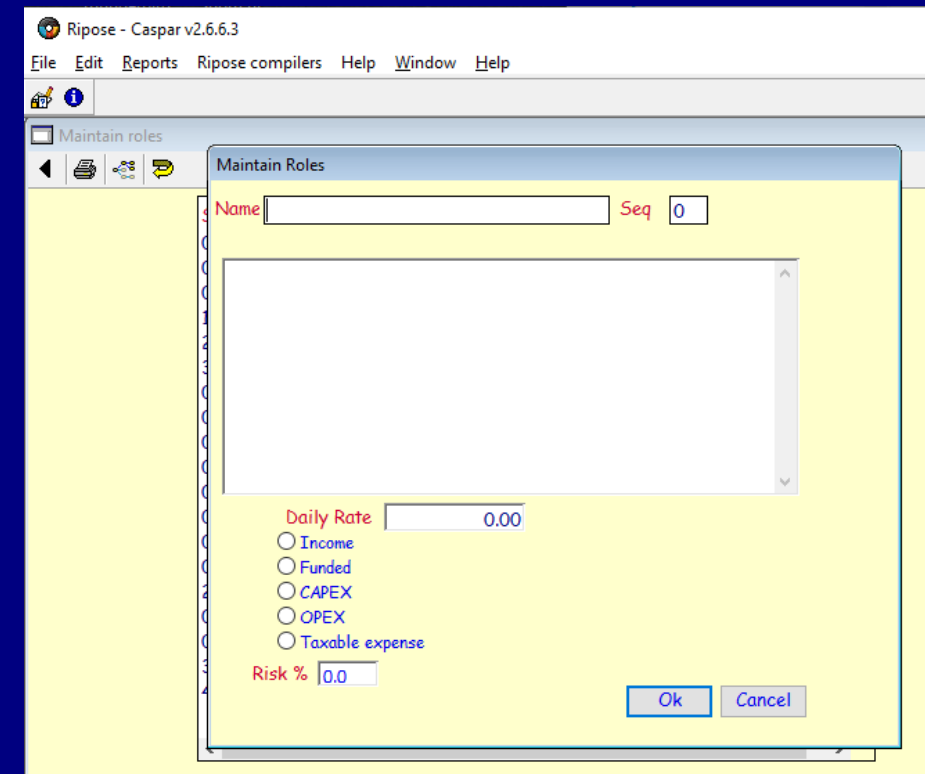 Ripose - Caspar v2.6.6.3
File Edit Reports Ripose compilers Help Window Help
Maintain roles
Maintain Roles
Name Seq 0
Daily Rate 0.00
Income
Funded
CAPEX
OPEX
Taxable expense
Risk % 0.0
Ok Cancel